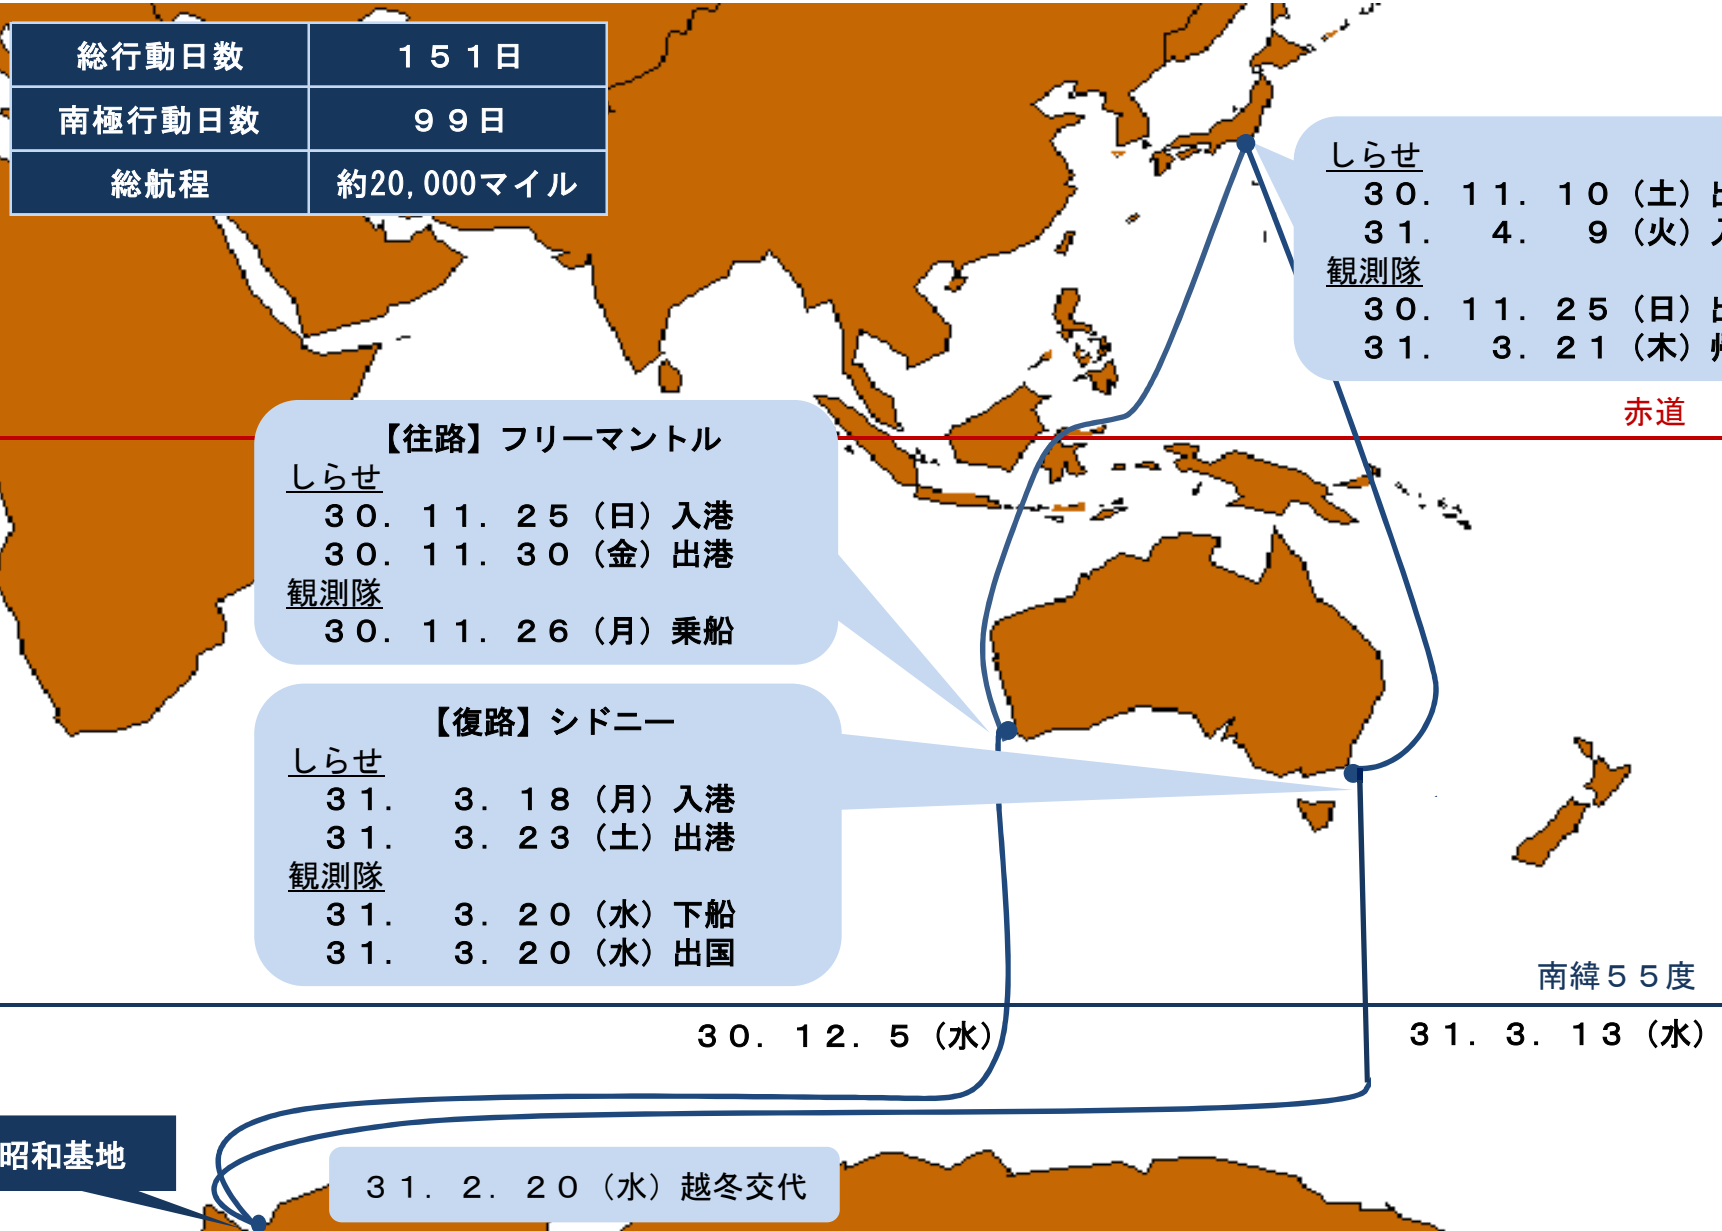 総行動日数 １５１日
南極行動日数 ９９日
総航程 約20,000マイル
しらせ
３０．１１．１０（土）
３１．　４．　９（火）
観測隊
３０．１１．２５（日）
３１．　３．２１（木）
赤道
【往路】フリーマントル
しらせ
３０．１１．２５（日）入港
３０．１１．３０（金）出港
観測隊
３０．１１．２６（月）乗船
【復路】シドニー
しらせ
３１．　３．１８（月）入港
３１．　３．２３（土）出港
観測隊
３１．　３．２０（水）下船
３１．　３．２０（水）出国
南緯５５度
３０．１２．５（水）
３１．３．１３（水）
昭和基地
３１．２．２０（水）越冬交代